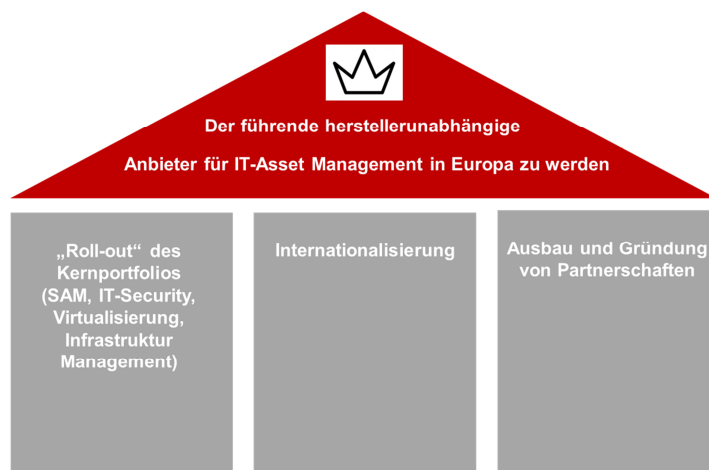 Der führende herstellerunabhängige
Anbieter für IT-Asset Management in Europa zu werden
„Roll-out“ des
Kernportfolios
(SAM, IT-Security,
Virtualisierung,
Infrastruktur
Management)
Internationalisierung
Ausbau und Gründung
von Partnerschaften